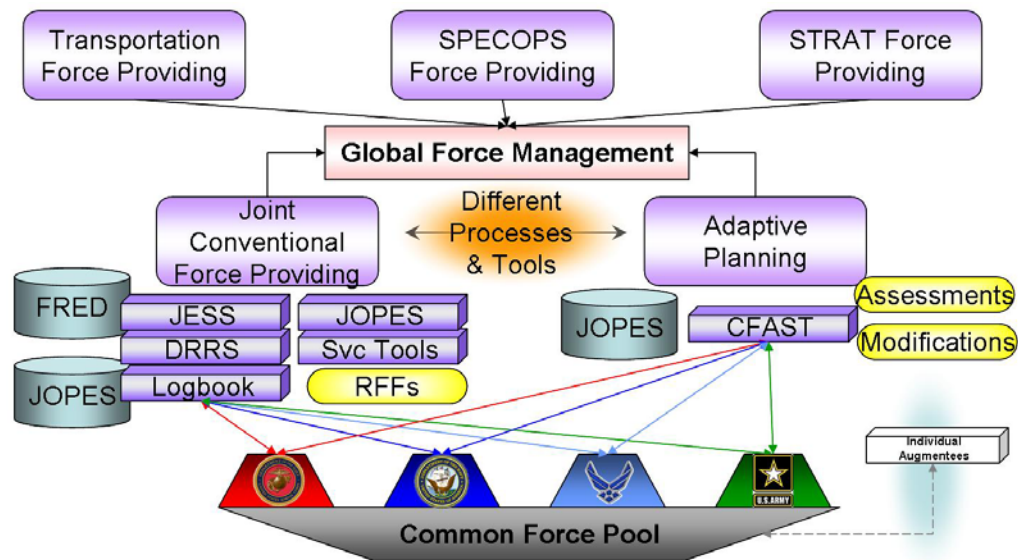 Transportation
Force Providing
SPECOPS
Force Providing
STRAT Force
Providing
Global Force Management
Joint
Conventional
Force Providing
Different
Processes
& Tools
Adaptive
Planning
FRED
JESS
JOPES
DRRS
Svc Tools
JOPES
Logbook
RFFs
JOPES
CFAST
Assessments
Modifications
Individual
Augmentees
U.S.ARMY
Common Force Pool